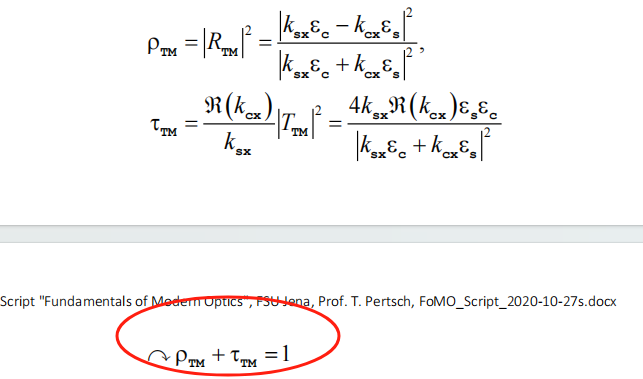 ρ_TM = |R_TM|² = |k_sx ε_c − k_cx ε_s|² / |k_sx ε_c + k_cx ε_s|²,
τ_TM = ℜ(k_cx) / k_sx |T_TM|² = 4k_sx ℜ(k_cx) ε_s ε_c / |k_sx ε_c + k_cx ε_s|²
Script "Fundamentals of Modern Optics", FSU Jena, Prof. T. Pertsch, FoMO_Script_2020-10-27s.docx
↷ ρ_TM + τ_TM = 1